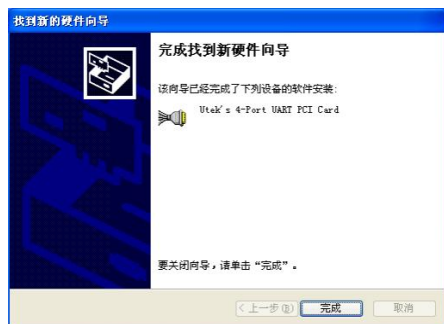 找到新的硬件向导
完成找到新硬件向导
该向导已经完成了下列设备的软件安装:
Utek's 4-Port UART PCI Card
要关闭向导，请单击“完成”。
< 上一步(B)
完成
取消